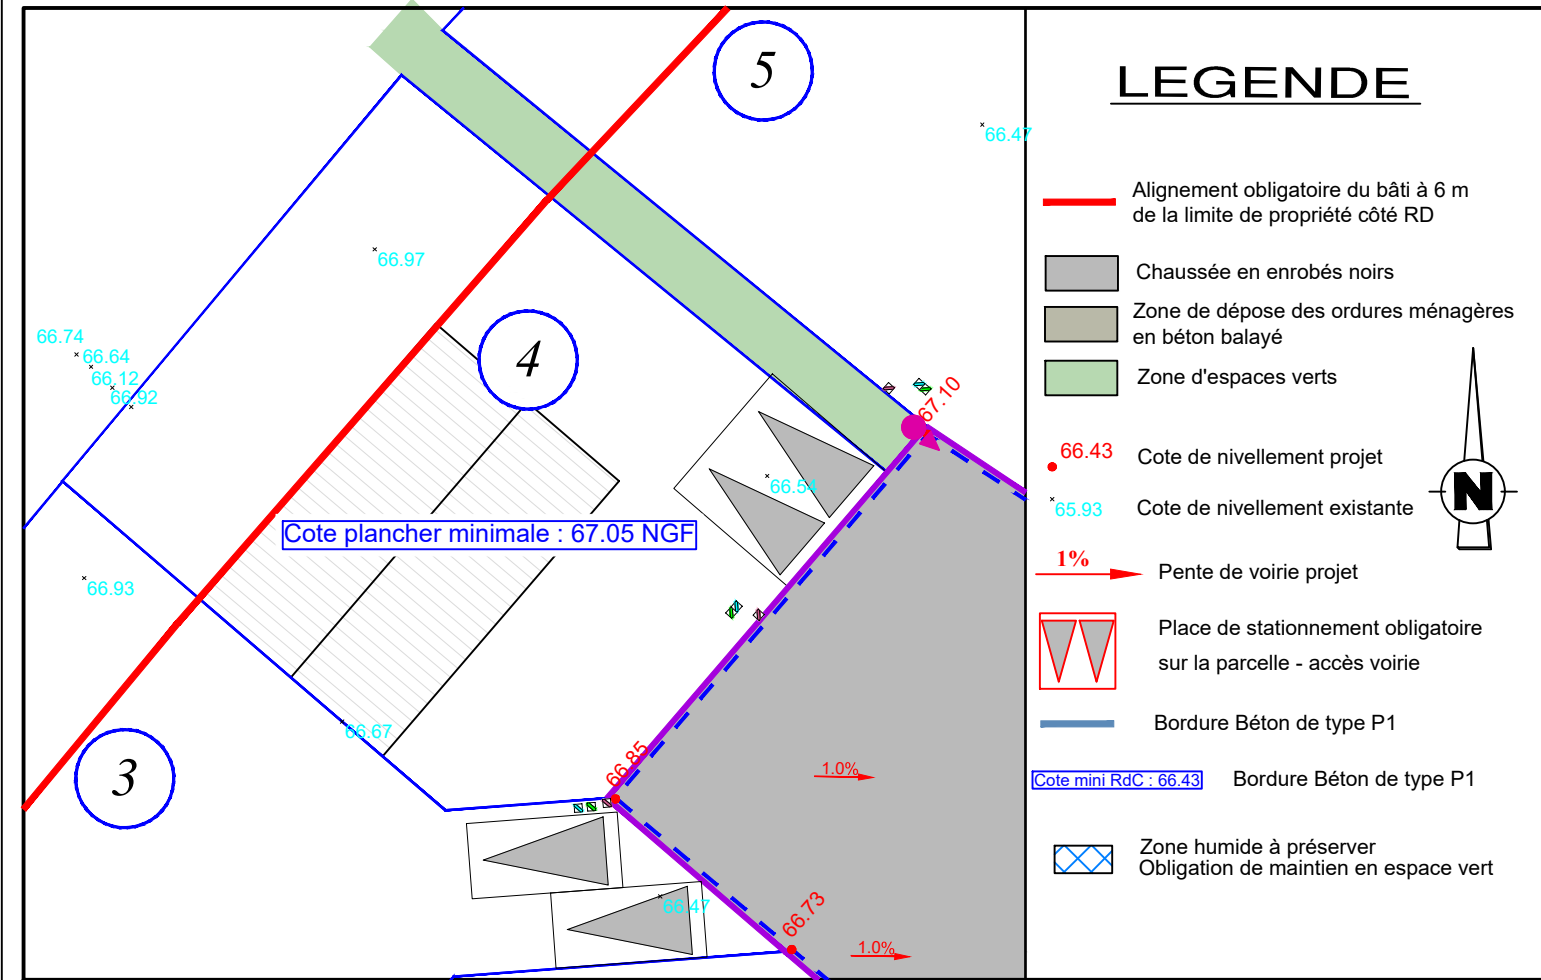 5
66.47
66.97
66.74
66.64
66.12
66.92
4
67.10
66.54
Cote plancher minimale : 67.05 NGF
66.93
66.67
66.85
3
1.0%
66.47
66.73
1.0%
LEGENDE
Alignement obligatoire du bâti à 6 m
de la limite de propriété côté RD
Chaussée en enrobés noirs
Zone de dépose des ordures ménagères
en béton balayé
Zone d'espaces verts
66.43
Cote de nivellement projet
65.93
Cote de nivellement existante
N
1%
Pente de voirie projet
Place de stationnement obligatoire
sur la parcelle - accès voirie
Bordure Béton de type P1
Cote mini RdC : 66.43
Bordure Béton de type P1
Zone humide à préserver
Obligation de maintien en espace vert